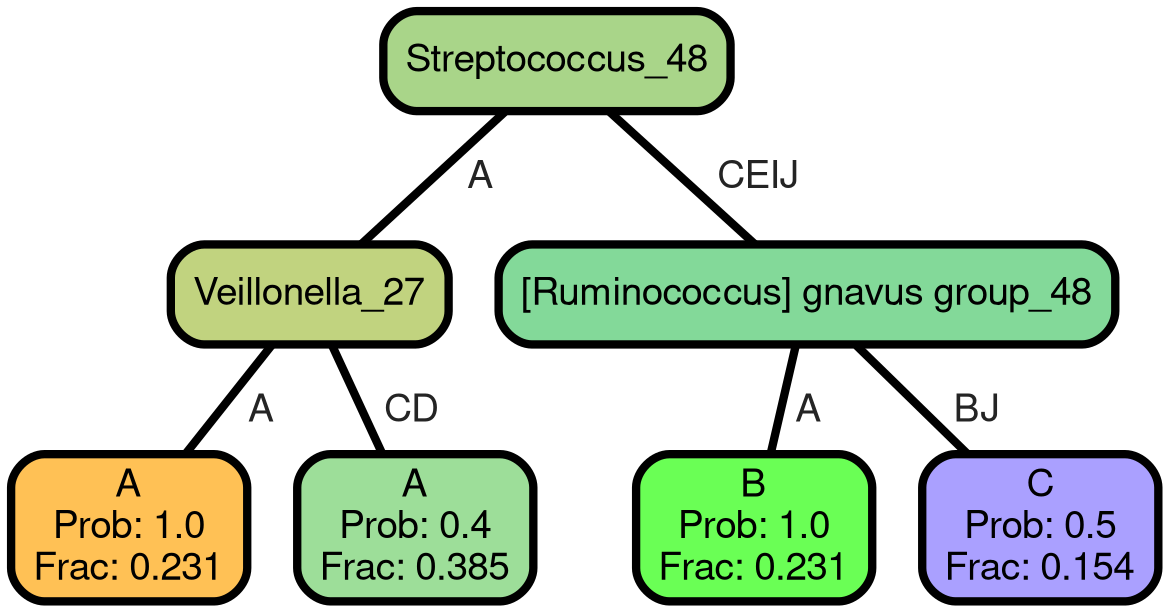 Streptococcus_48
A
CEIJ
Veillonella_27
[Ruminococcus] gnavus group_48
A
CD
A
BJ
A
Prob: 1.0
Frac: 0.231
A
Prob: 0.4
Frac: 0.385
B
Prob: 1.0
Frac: 0.231
C
Prob: 0.5
Frac: 0.154